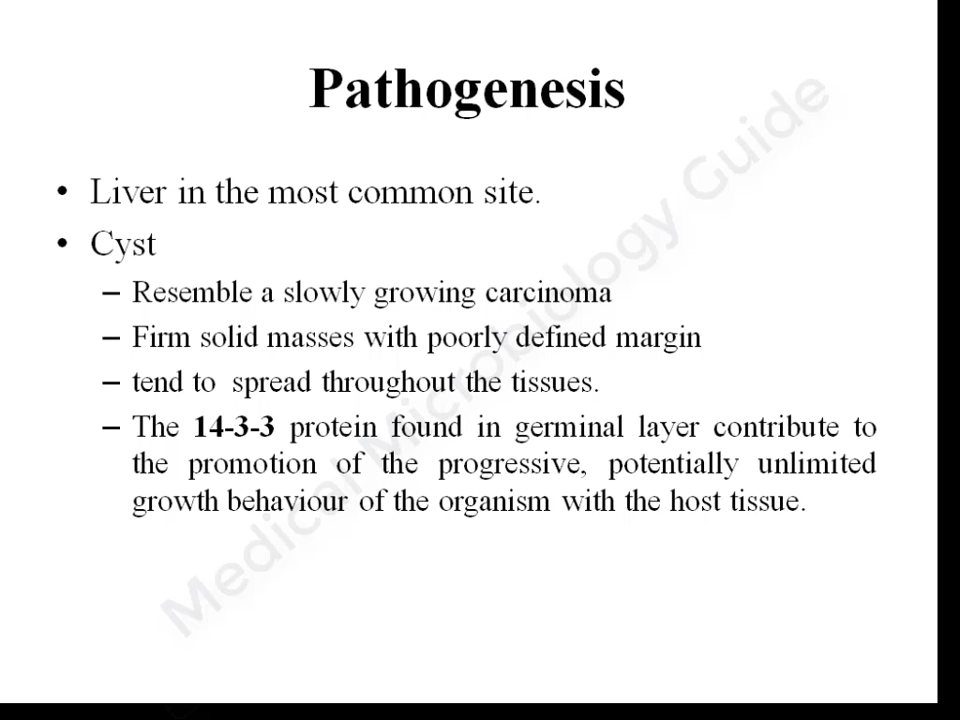 Pathogenesis
• Liver in the most common site.
• Cyst
– Resemble a slowly growing carcinoma
– Firm solid masses with poorly defined margin
– tend to spread throughout the tissues.
– The 14-3-3 protein found in germinal layer contribute to
the promotion of the progressive, potentially unlimited
growth behaviour of the organism with the host tissue.
Medical Microbiology Guide